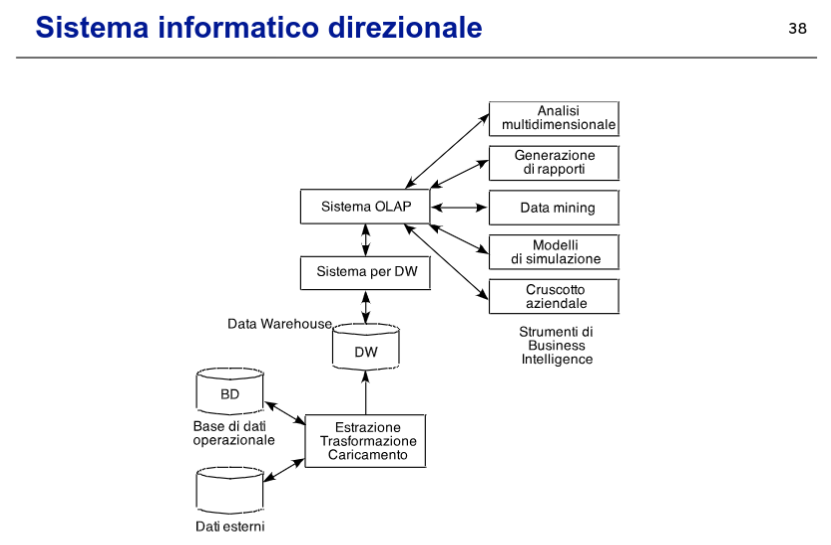 Sistema informatico direzionale
38
Analisi
multidimensionale
Generazione
di rapporti
Sistema OLAP
Data mining
Modelli
di simulazione
Sistema per DW
Cruscotto
aziendale
Data Warehouse
Strumenti di
Business
Intelligence
DW
BD
Base di dati
operazionale
Estrazione
Trasformazione
Caricamento
Dati esterni